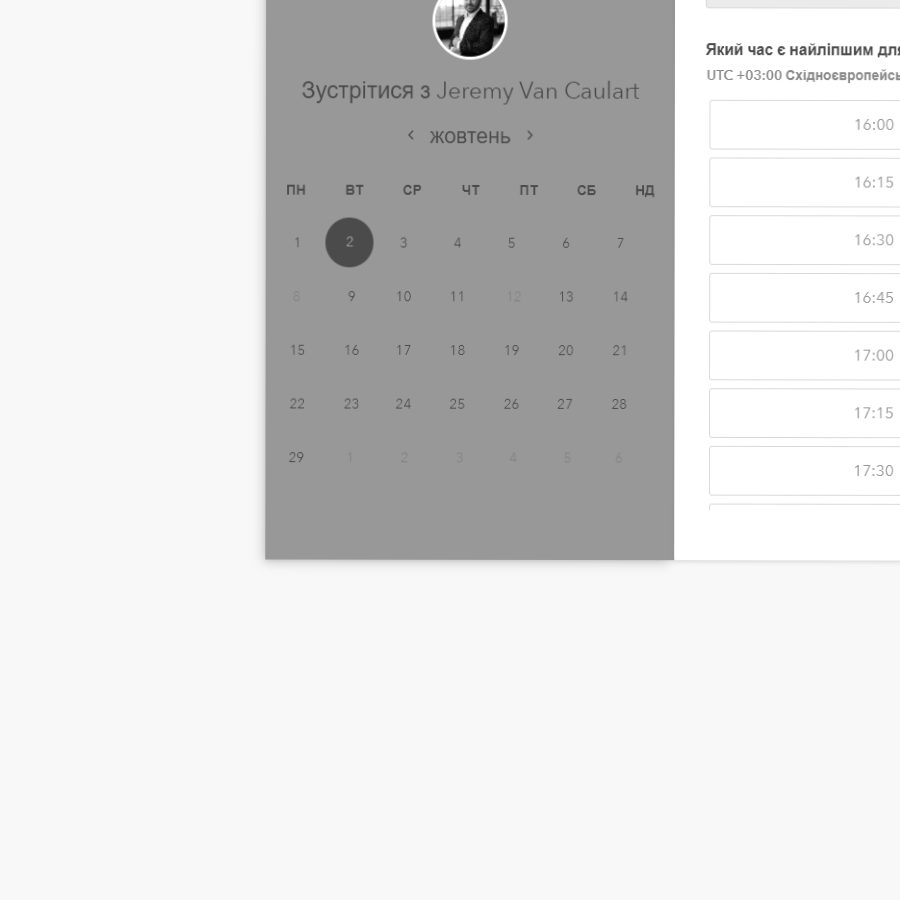 Зустрітися з Jeremy Van Caulart
жовтень
ПН ВТ СР ЧТ ПТ СБ НД
1 2 3 4 5 6 7
8 9 10 11 12 13 14
15 16 17 18 19 20 21
22 23 24 25 26 27 28
29 1 2 3 4 5 6
Який час є найліпшим для
UTC +03:00 Східноєвропейсь
16:00
16:15
16:30
16:45
17:00
17:15
17:30